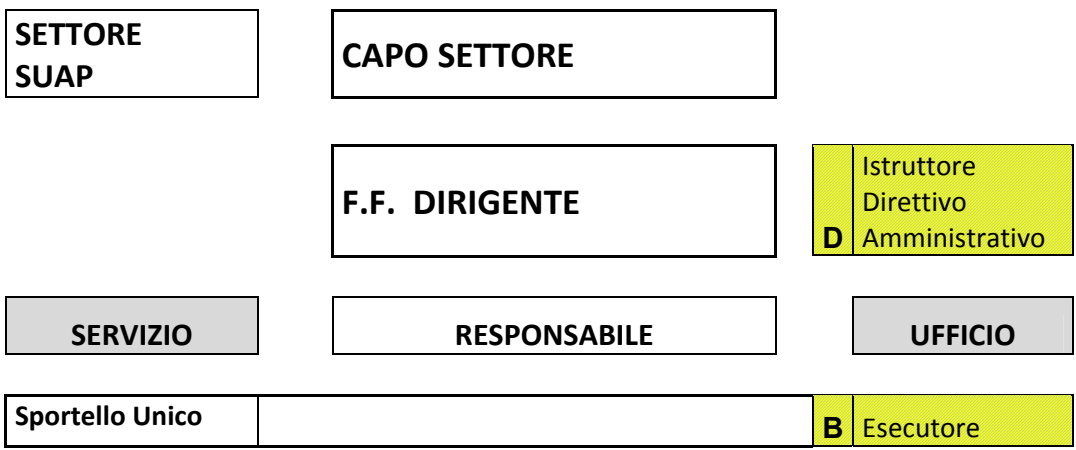 SETTORE
SUAP
CAPO SETTORE
F.F. DIRIGENTE
Istruttore
Direttivo
D Amministrativo
SERVIZIO RESPONSABILE UFFICIO
Sportello Unico B Esecutore